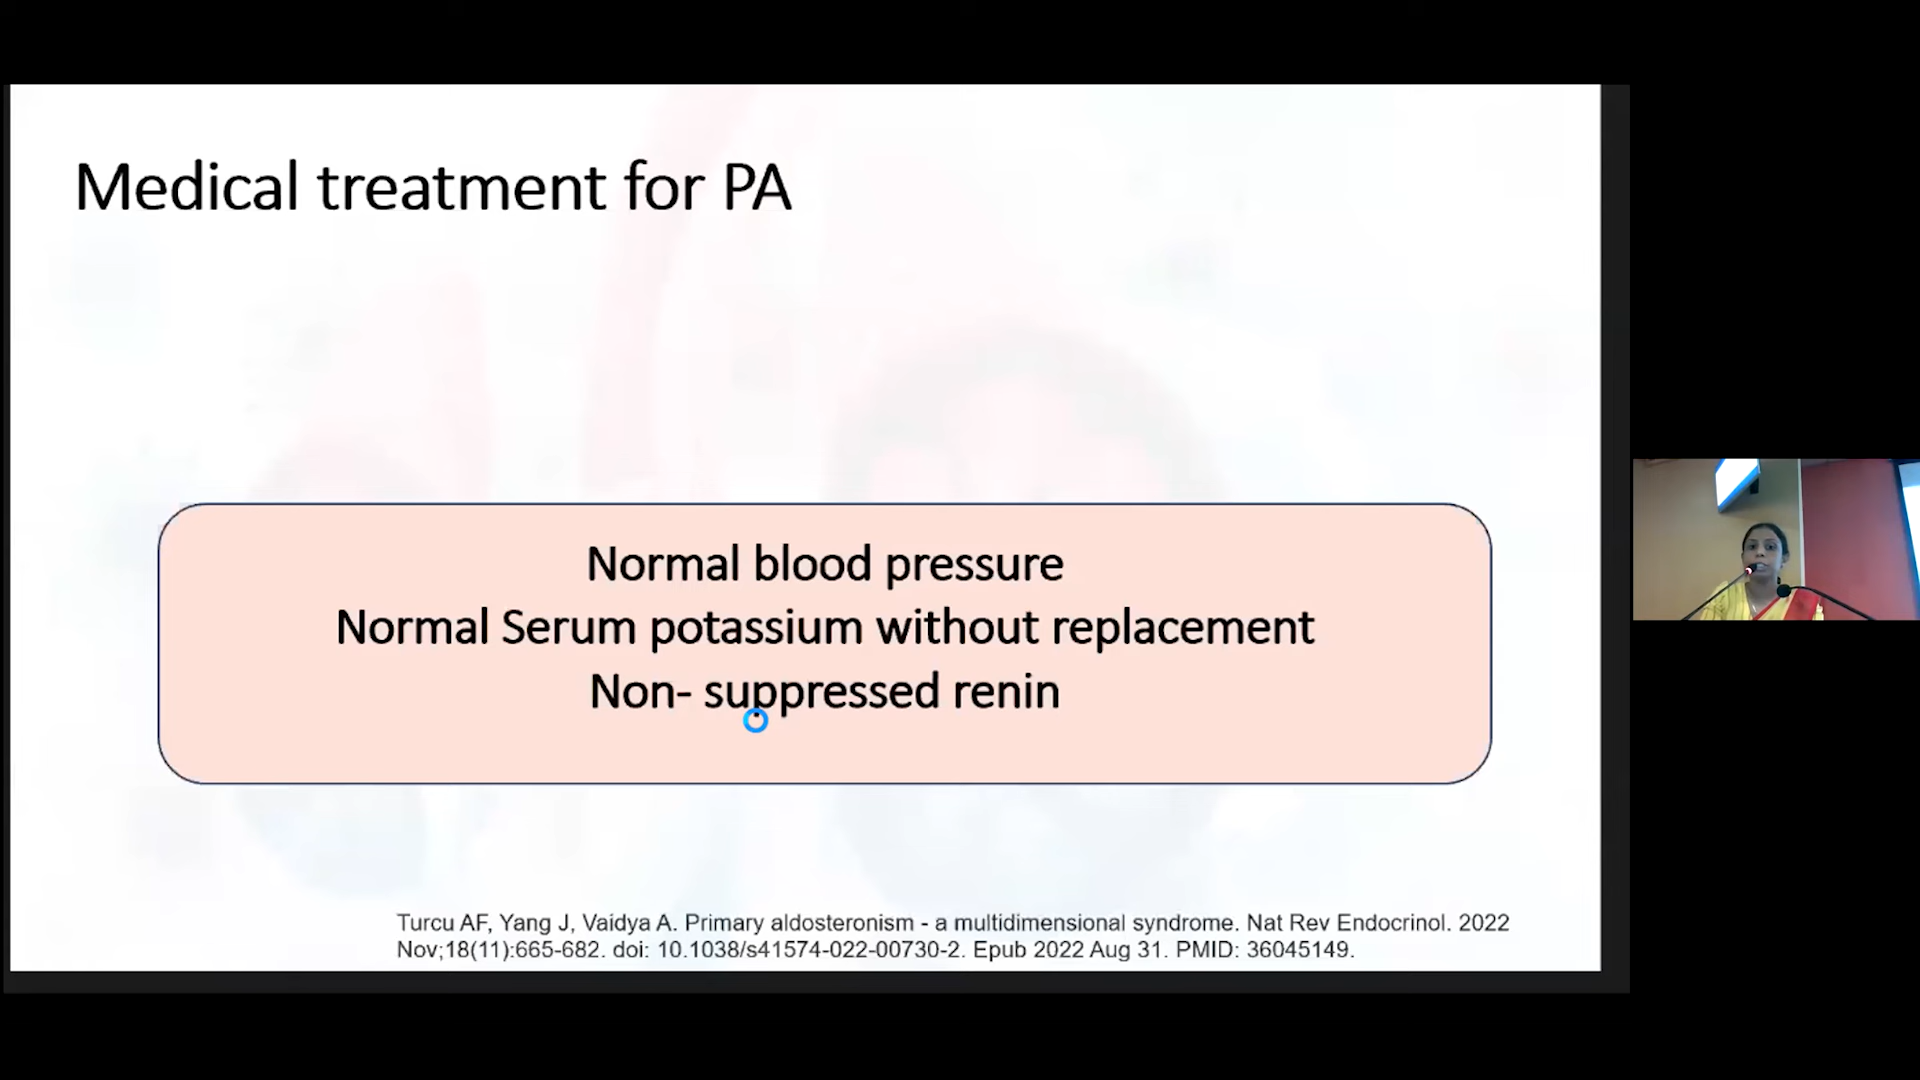 Medical treatment for PA
Normal blood pressure
Normal Serum potassium without replacement
Non- suppressed renin
Turcu AF, Yang J, Vaidya A. Primary aldosteronism - a multidimensional syndrome. Nat Rev Endocrinol. 2022
Nov;18(11):665-682. doi: 10.1038/s41574-022-00730-2. Epub 2022 Aug 31. PMID: 36045149.